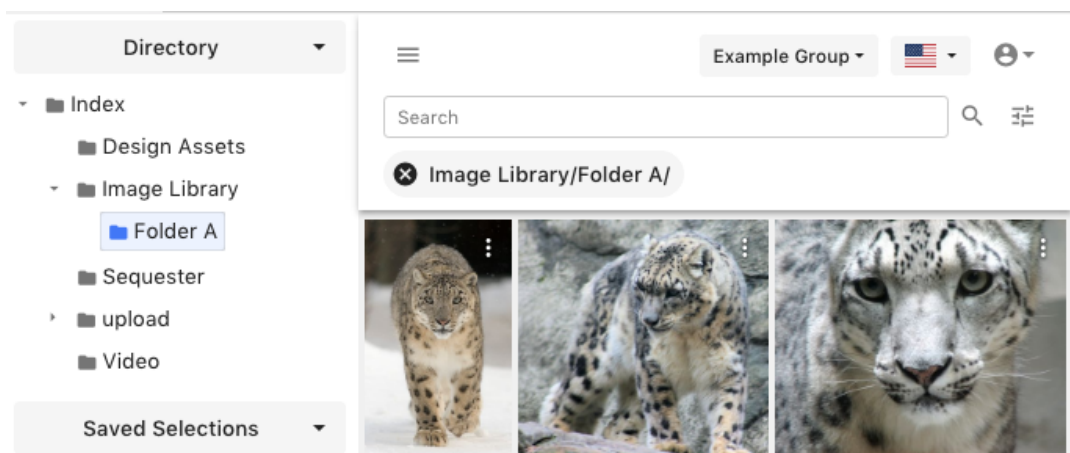 Directory
Index
Design Assets
Image Library
Folder A
Sequester
upload
Video
Saved Selections
Example Group
Search
Image Library/Folder A/